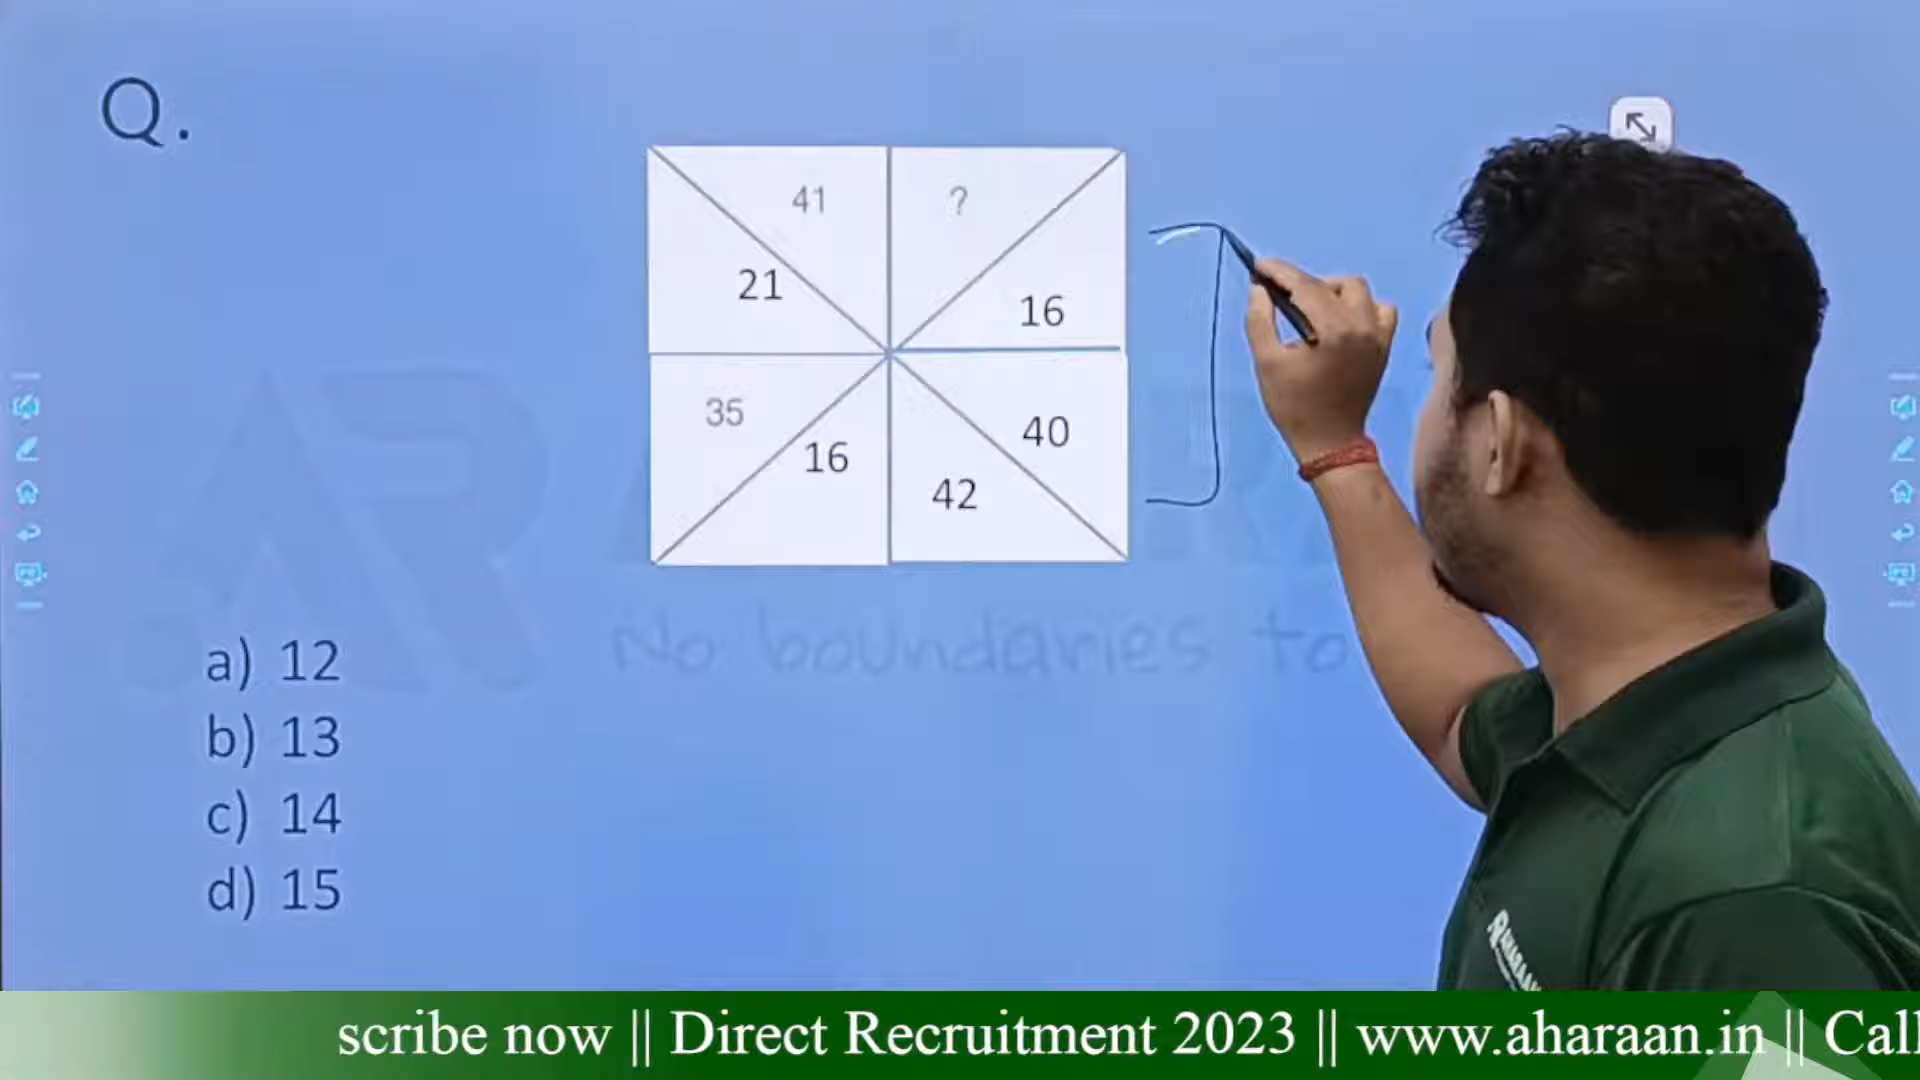 Q.
41 ?
21 16
35 40
16 42
No boundaries to
a) 12
b) 13
c) 14
d) 15
scribe now || Direct Recruitment 2023 || www.aharaan.in || Call